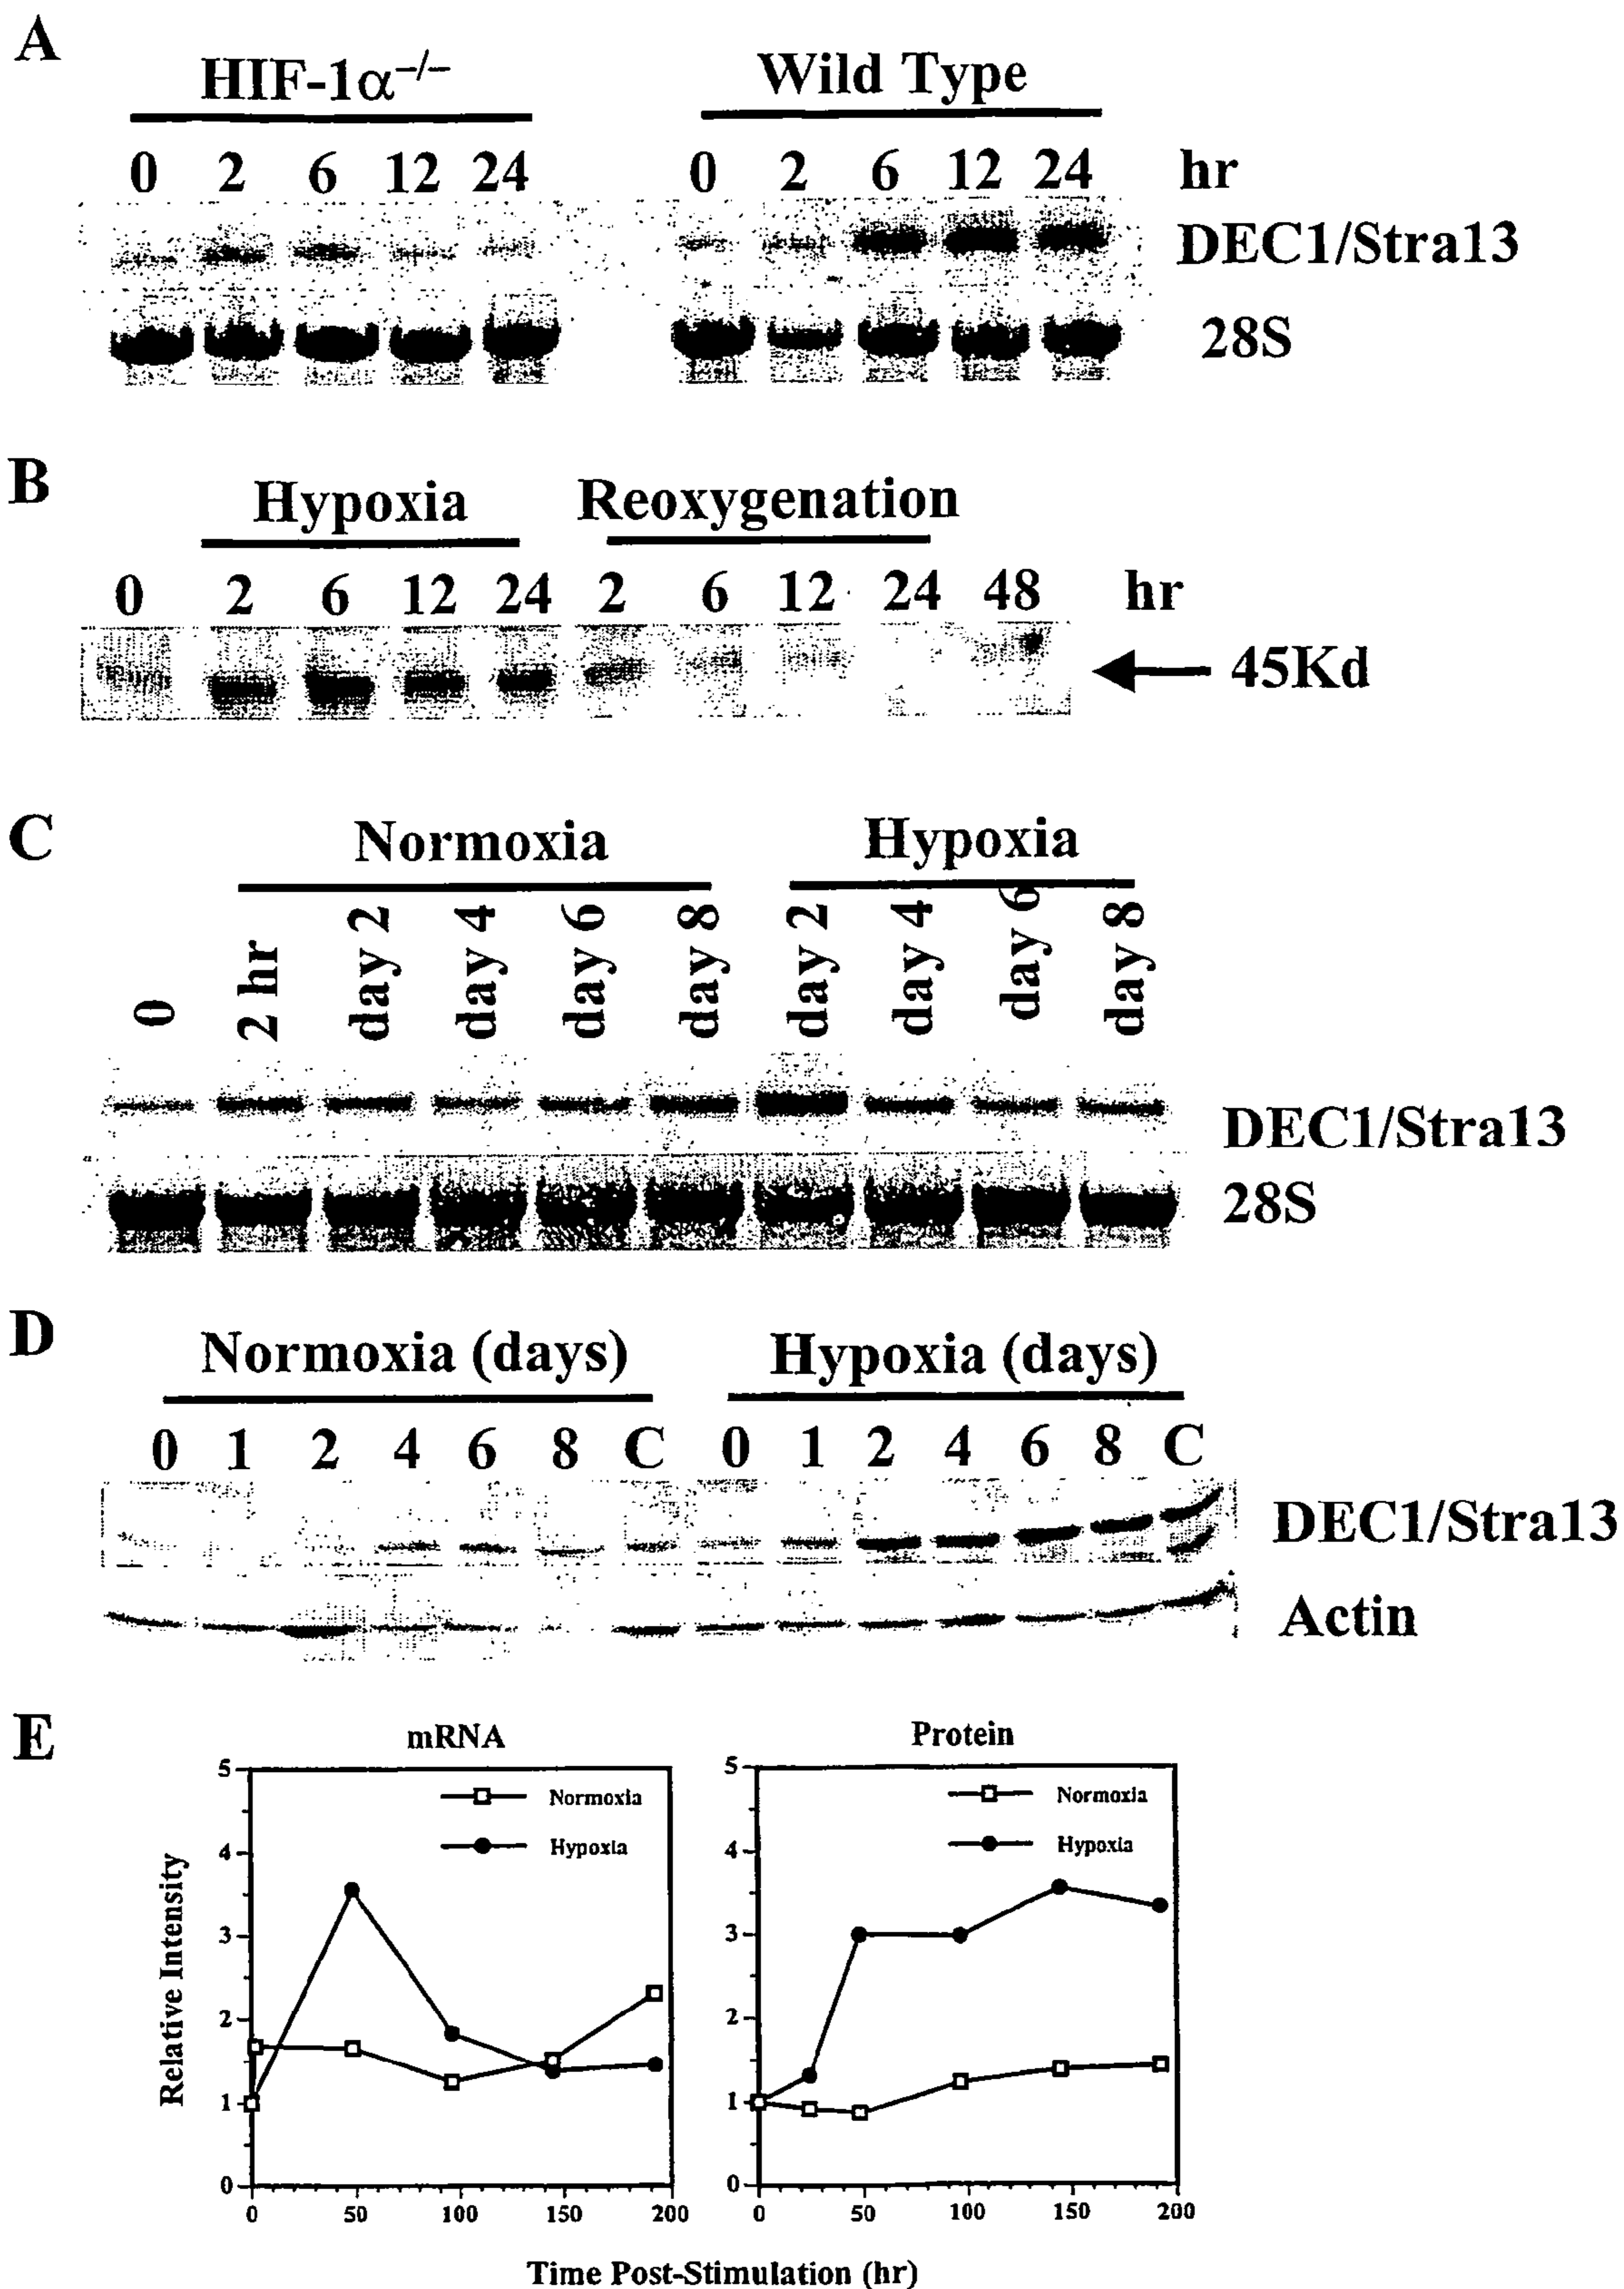 A
HIF-1α−/− Wild Type
0 2 6 12 24 0 2 6 12 24 hr
DEC1/Stra13
28S
B
Hypoxia Reoxygenation
0 2 6 12 24 2 6 12 24 48 hr
45Kd
C
Normoxia Hypoxia
0 2 hr day 2 day 4 day 6 day 8 day 2 day 4 day 6 day 8
DEC1/Stra13
28S
D
Normoxia (days) Hypoxia (days)
0 1 2 4 6 8 C 0 1 2 4 6 8 C
DEC1/Stra13
Actin
E
mRNA Protein
Relative Intensity
5 4 3 2 1 0
Normoxia
Hypoxia
0 50 100 150 200
5 4 3 2 1 0
Normoxia
Hypoxia
0 50 100 150 200
Time Post-Stimulation (hr)